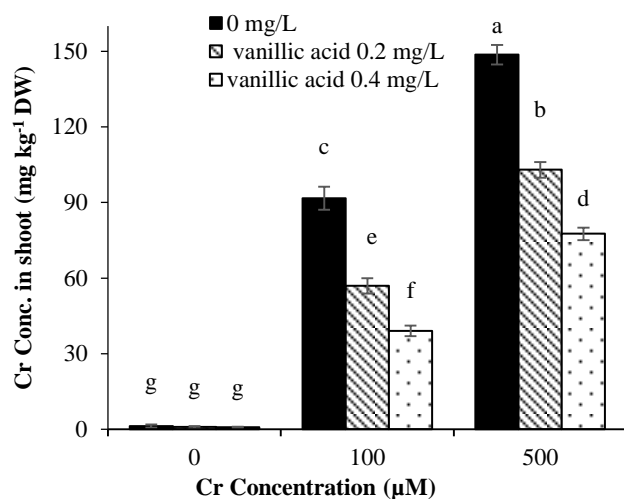 0 mg/L
vanillic acid 0.2 mg/L
vanillic acid 0.4 mg/L
150
120
90
60
30
0
Cr Conc. in shoot (mg kg⁻¹ DW)
g g g
c
e
f
a
b
d
0 100 500
Cr Concentration (µM)